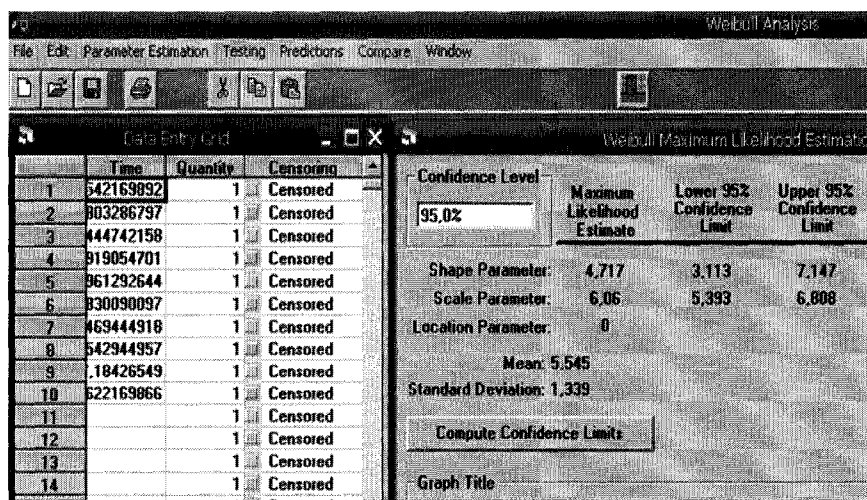 Weibull Analysis
File Edit Parameter Estimation Testing Predictions Compare Window
Data Entry Grid
Time Quantity Censoring
1 542169892 1 Censored
2 803286797 1 Censored
3 444742158 1 Censored
4 919054701 1 Censored
5 961292644 1 Censored
6 830090097 1 Censored
7 469444918 1 Censored
8 542944957 1 Censored
9 ,18426549 1 Censored
10 622169866 1 Censored
11 1 Censored
12 1 Censored
13 1 Censored
14 1 Censored
Weibull Maximum Likelihood Estimatio
Confidence Level
95,0%
Maximum Likelihood Estimate
Lower 95% Confidence Limit
Upper 95% Confidence Limit
Shape Parameter: 4,717 3,113 7,147
Scale Parameter: 6,06 5,393 6,808
Location Parameter: 0
Mean: 5,545
Standard Deviation: 1,339
Compute Confidence Limits
Graph Title